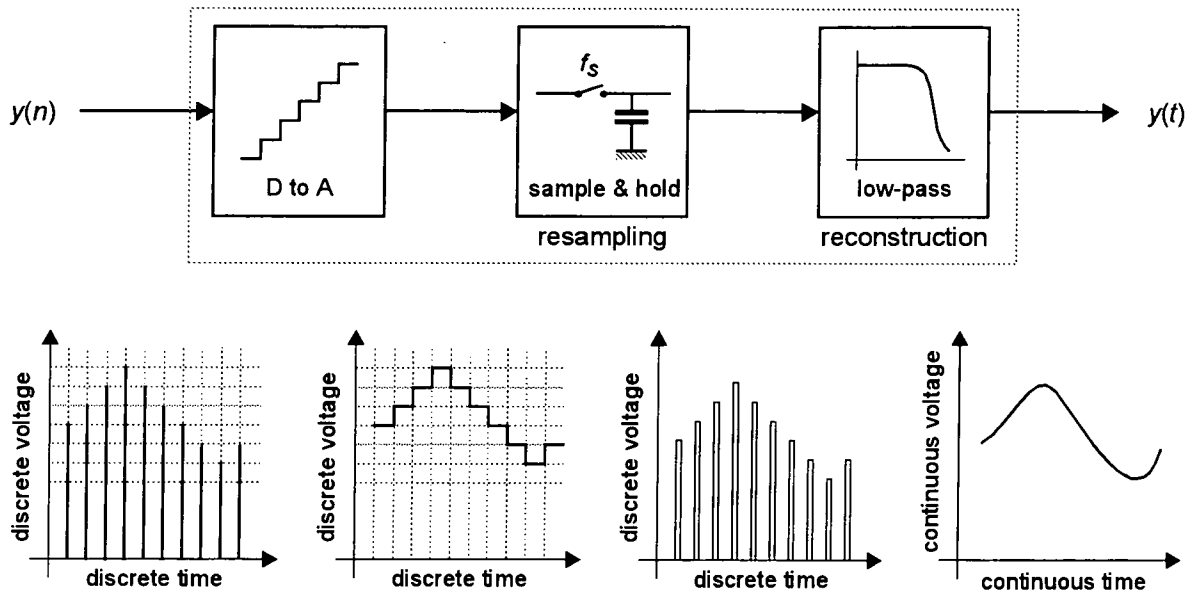 y(n)
D to A
f_s
sample & hold
resampling
low-pass
reconstruction
y(t)
discrete voltage
discrete time
discrete voltage
discrete time
discrete voltage
discrete time
continuous voltage
continuous time